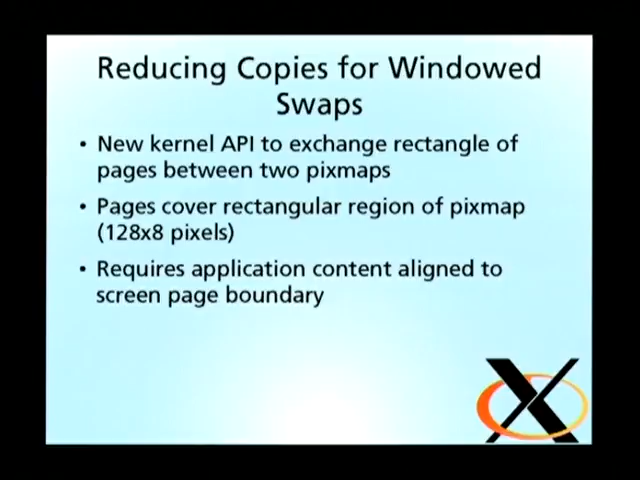 Reducing Copies for Windowed
Swaps
• New kernel API to exchange rectangle of
pages between two pixmaps
• Pages cover rectangular region of pixmap
(128x8 pixels)
• Requires application content aligned to
screen page boundary